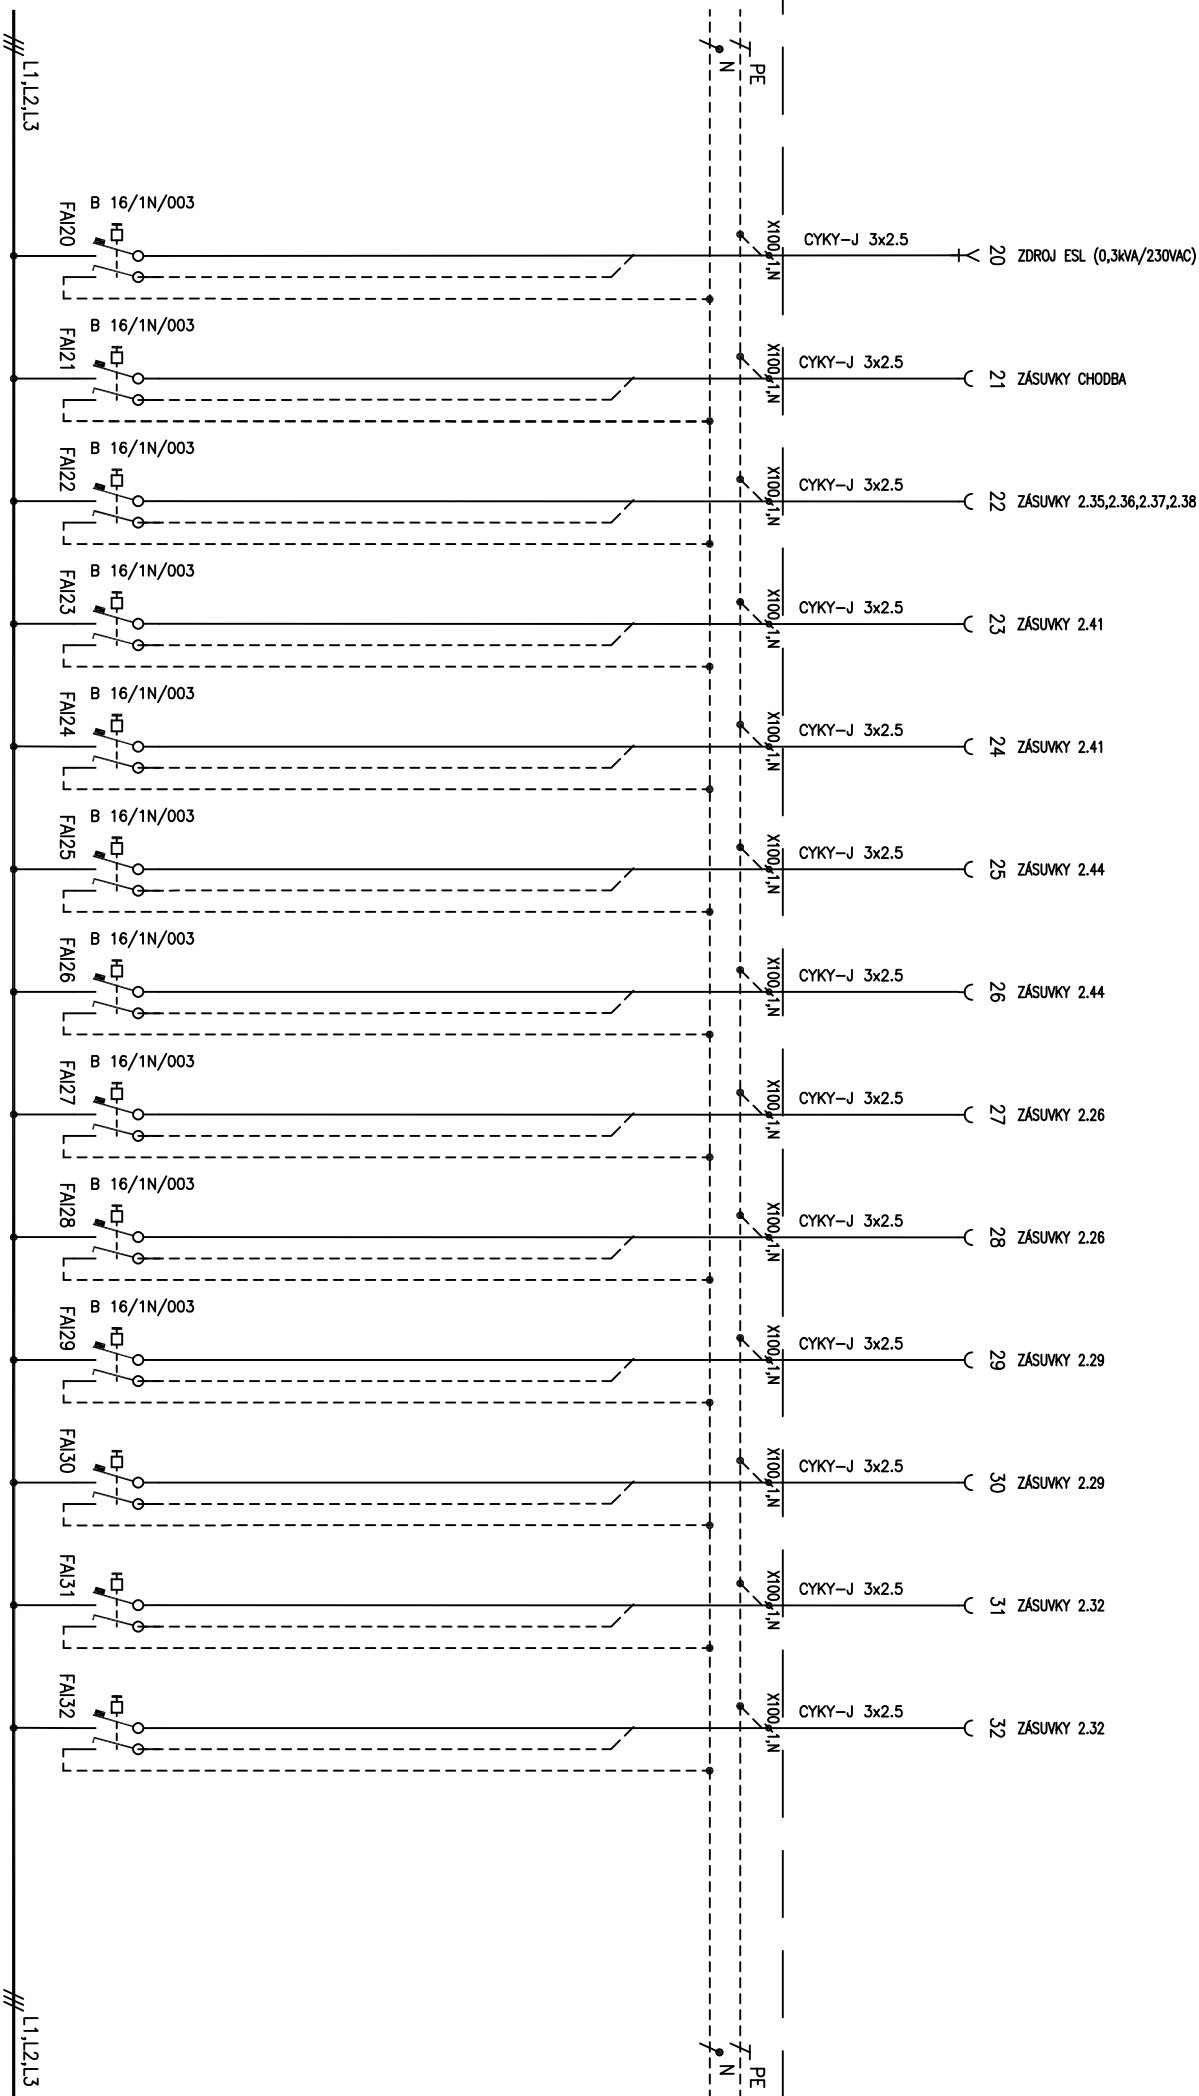 L1,L2,L3
N
PE
B 16/1N/003
FAI20
X100
1,N
CYKY-J 3x2.5
20
ZDROJ ESL (0,3kVA/230VAC)
B 16/1N/003
FAI21
X100
1,N
CYKY-J 3x2.5
21
ZÁSUVKY CHODBA
B 16/1N/003
FAI22
X100
1,N
CYKY-J 3x2.5
22
ZÁSUVKY 2.35,2.36,2.37,2.38
B 16/1N/003
FAI23
X100
1,N
CYKY-J 3x2.5
23
ZÁSUVKY 2.41
B 16/1N/003
FAI24
X100
1,N
CYKY-J 3x2.5
24
ZÁSUVKY 2.41
B 16/1N/003
FAI25
X100
1,N
CYKY-J 3x2.5
25
ZÁSUVKY 2.44
B 16/1N/003
FAI26
X100
1,N
CYKY-J 3x2.5
26
ZÁSUVKY 2.44
B 16/1N/003
FAI27
X100
1,N
CYKY-J 3x2.5
27
ZÁSUVKY 2.26
B 16/1N/003
FAI28
X100
1,N
CYKY-J 3x2.5
28
ZÁSUVKY 2.26
B 16/1N/003
FAI29
X100
1,N
CYKY-J 3x2.5
29
ZÁSUVKY 2.29
FAI30
X100
1,N
CYKY-J 3x2.5
30
ZÁSUVKY 2.29
FAI31
X100
1,N
CYKY-J 3x2.5
31
ZÁSUVKY 2.32
FAI32
X100
1,N
CYKY-J 3x2.5
32
ZÁSUVKY 2.32
L1,L2,L3
N
PE